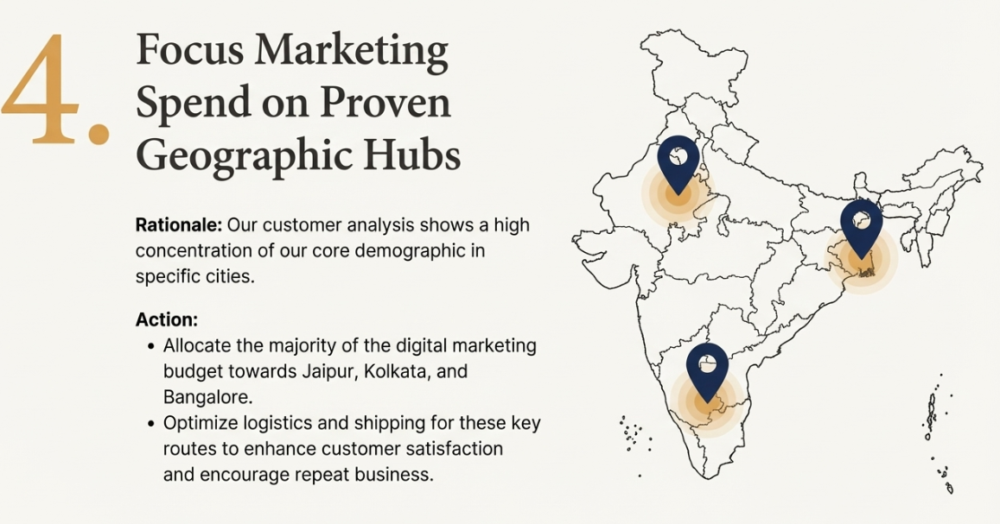 4.
Focus Marketing
Spend on Proven
Geographic Hubs
Rationale: Our customer analysis shows a high
concentration of our core demographic in
specific cities.
Action:
• Allocate the majority of the digital marketing
budget towards Jaipur, Kolkata, and
Bangalore.
• Optimize logistics and shipping for these key
routes to enhance customer satisfaction
and encourage repeat business.